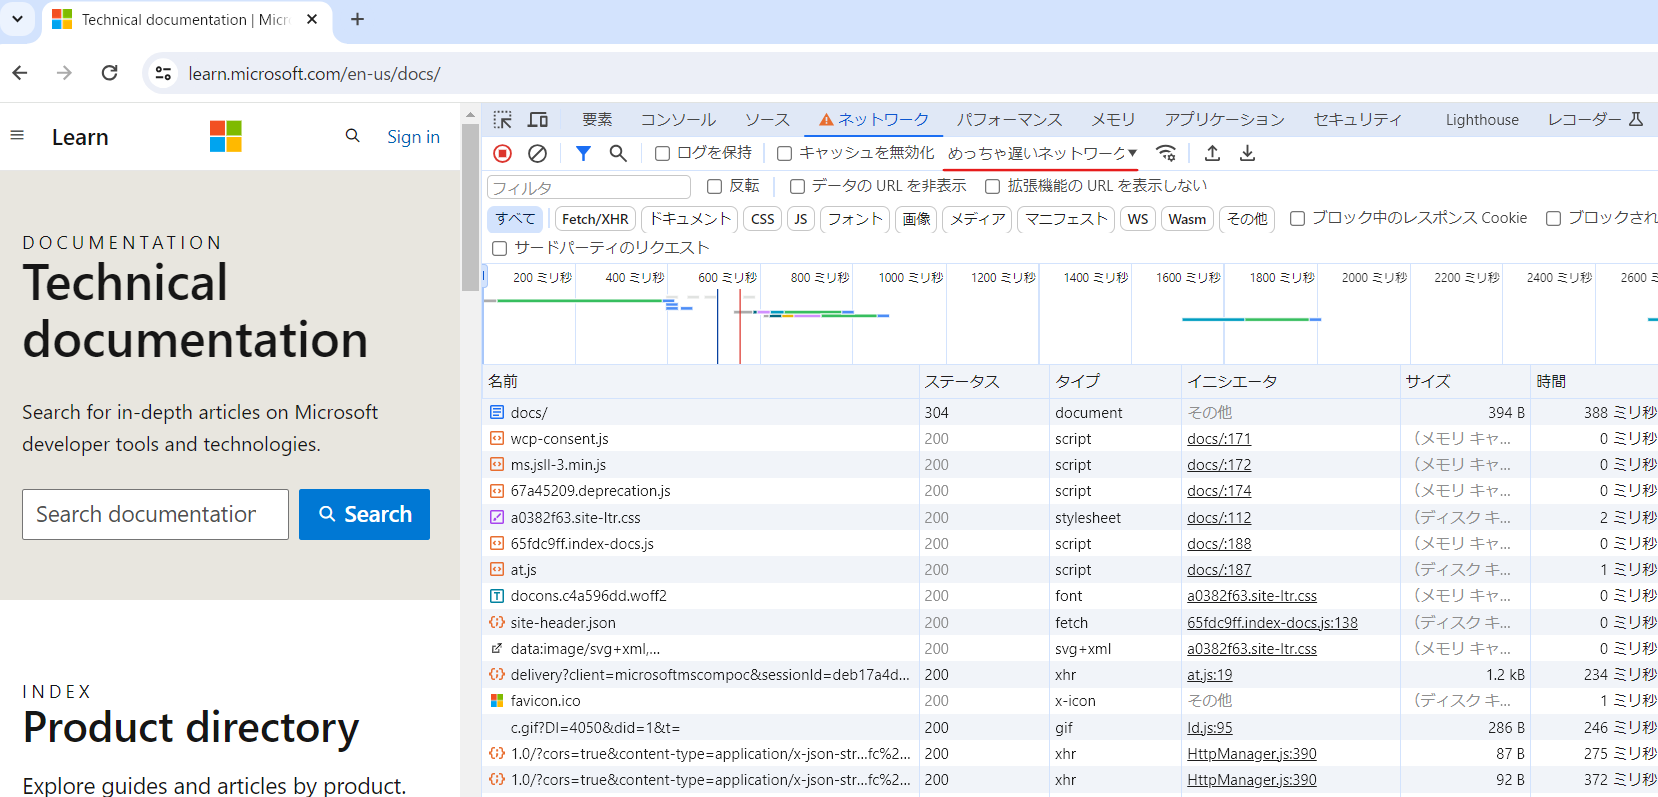 Technical documentation | Micr
learn.microsoft.com/en-us/docs/
Learn
Sign in
DOCUMENTATION
Technical
documentation
Search for in-depth articles on Microsoft
developer tools and technologies.
Search documentation
Search
INDEX
Product directory
Explore guides and articles by product.
要素 コンソール ソース ネットワーク パフォーマンス メモリ アプリケーション セキュリティ Lighthouse レコーダー
ログを保持 キャッシュを無効化 めっちゃ遅いネットワーク
フィルタ 反転 データの URL を非表示 拡張機能の URL を表示しない
すべて Fetch/XHR ドキュメント CSS JS フォント 画像 メディア マニフェスト WS Wasm その他 ブロック中のレスポンス Cookie ブロックされ
サードパーティのリクエスト
200 ミリ秒 400 ミリ秒 600 ミリ秒 800 ミリ秒 1000 ミリ秒 1200 ミリ秒 1400 ミリ秒 1600 ミリ秒 1800 ミリ秒 2000 ミリ秒 2200 ミリ秒 2400 ミリ秒 2600
名前 ステータス タイプ イニシエータ サイズ 時間
docs/ 304 document その他 394 B 388 ミリ秒
wcp-consent.js 200 script docs/:171 (メモリ キャ... 0 ミリ秒
ms.jsll-3.min.js 200 script docs/:172 (メモリ キャ... 0 ミリ秒
67a45209.deprecation.js 200 script docs/:174 (メモリ キャ... 0 ミリ秒
a0382f63.site-ltr.css 200 stylesheet docs/:112 (ディスク キ... 2 ミリ秒
65fdc9ff.index-docs.js 200 script docs/:188 (メモリ キャ... 0 ミリ秒
at.js 200 script docs/:187 (ディスク キ... 1 ミリ秒
docons.c4a596dd.woff2 200 font a0382f63.site-ltr.css (メモリ キャ... 0 ミリ秒
site-header.json 200 fetch 65fdc9ff.index-docs.js:138 (ディスク キ... 0 ミリ秒
data:image/svg+xml,... 200 svg+xml a0382f63.site-ltr.css (メモリ キャ... 0 ミリ秒
delivery?client=microsoftmscompoc&sessionId=deb17a4d... 200 xhr at.js:19 1.2 kB 234 ミリ秒
favicon.ico 200 x-icon その他 (ディスク キ... 1 ミリ秒
c.gif?DI=4050&did=1&t= 200 gif ld.js:95 286 B 246 ミリ秒
1.0/?cors=true&content-type=application/x-json-str...fc%2... 200 xhr HttpManager.js:390 87 B 275 ミリ秒
1.0/?cors=true&content-type=application/x-json-str...fc%2... 200 xhr HttpManager.js:390 92 B 372 ミリ秒